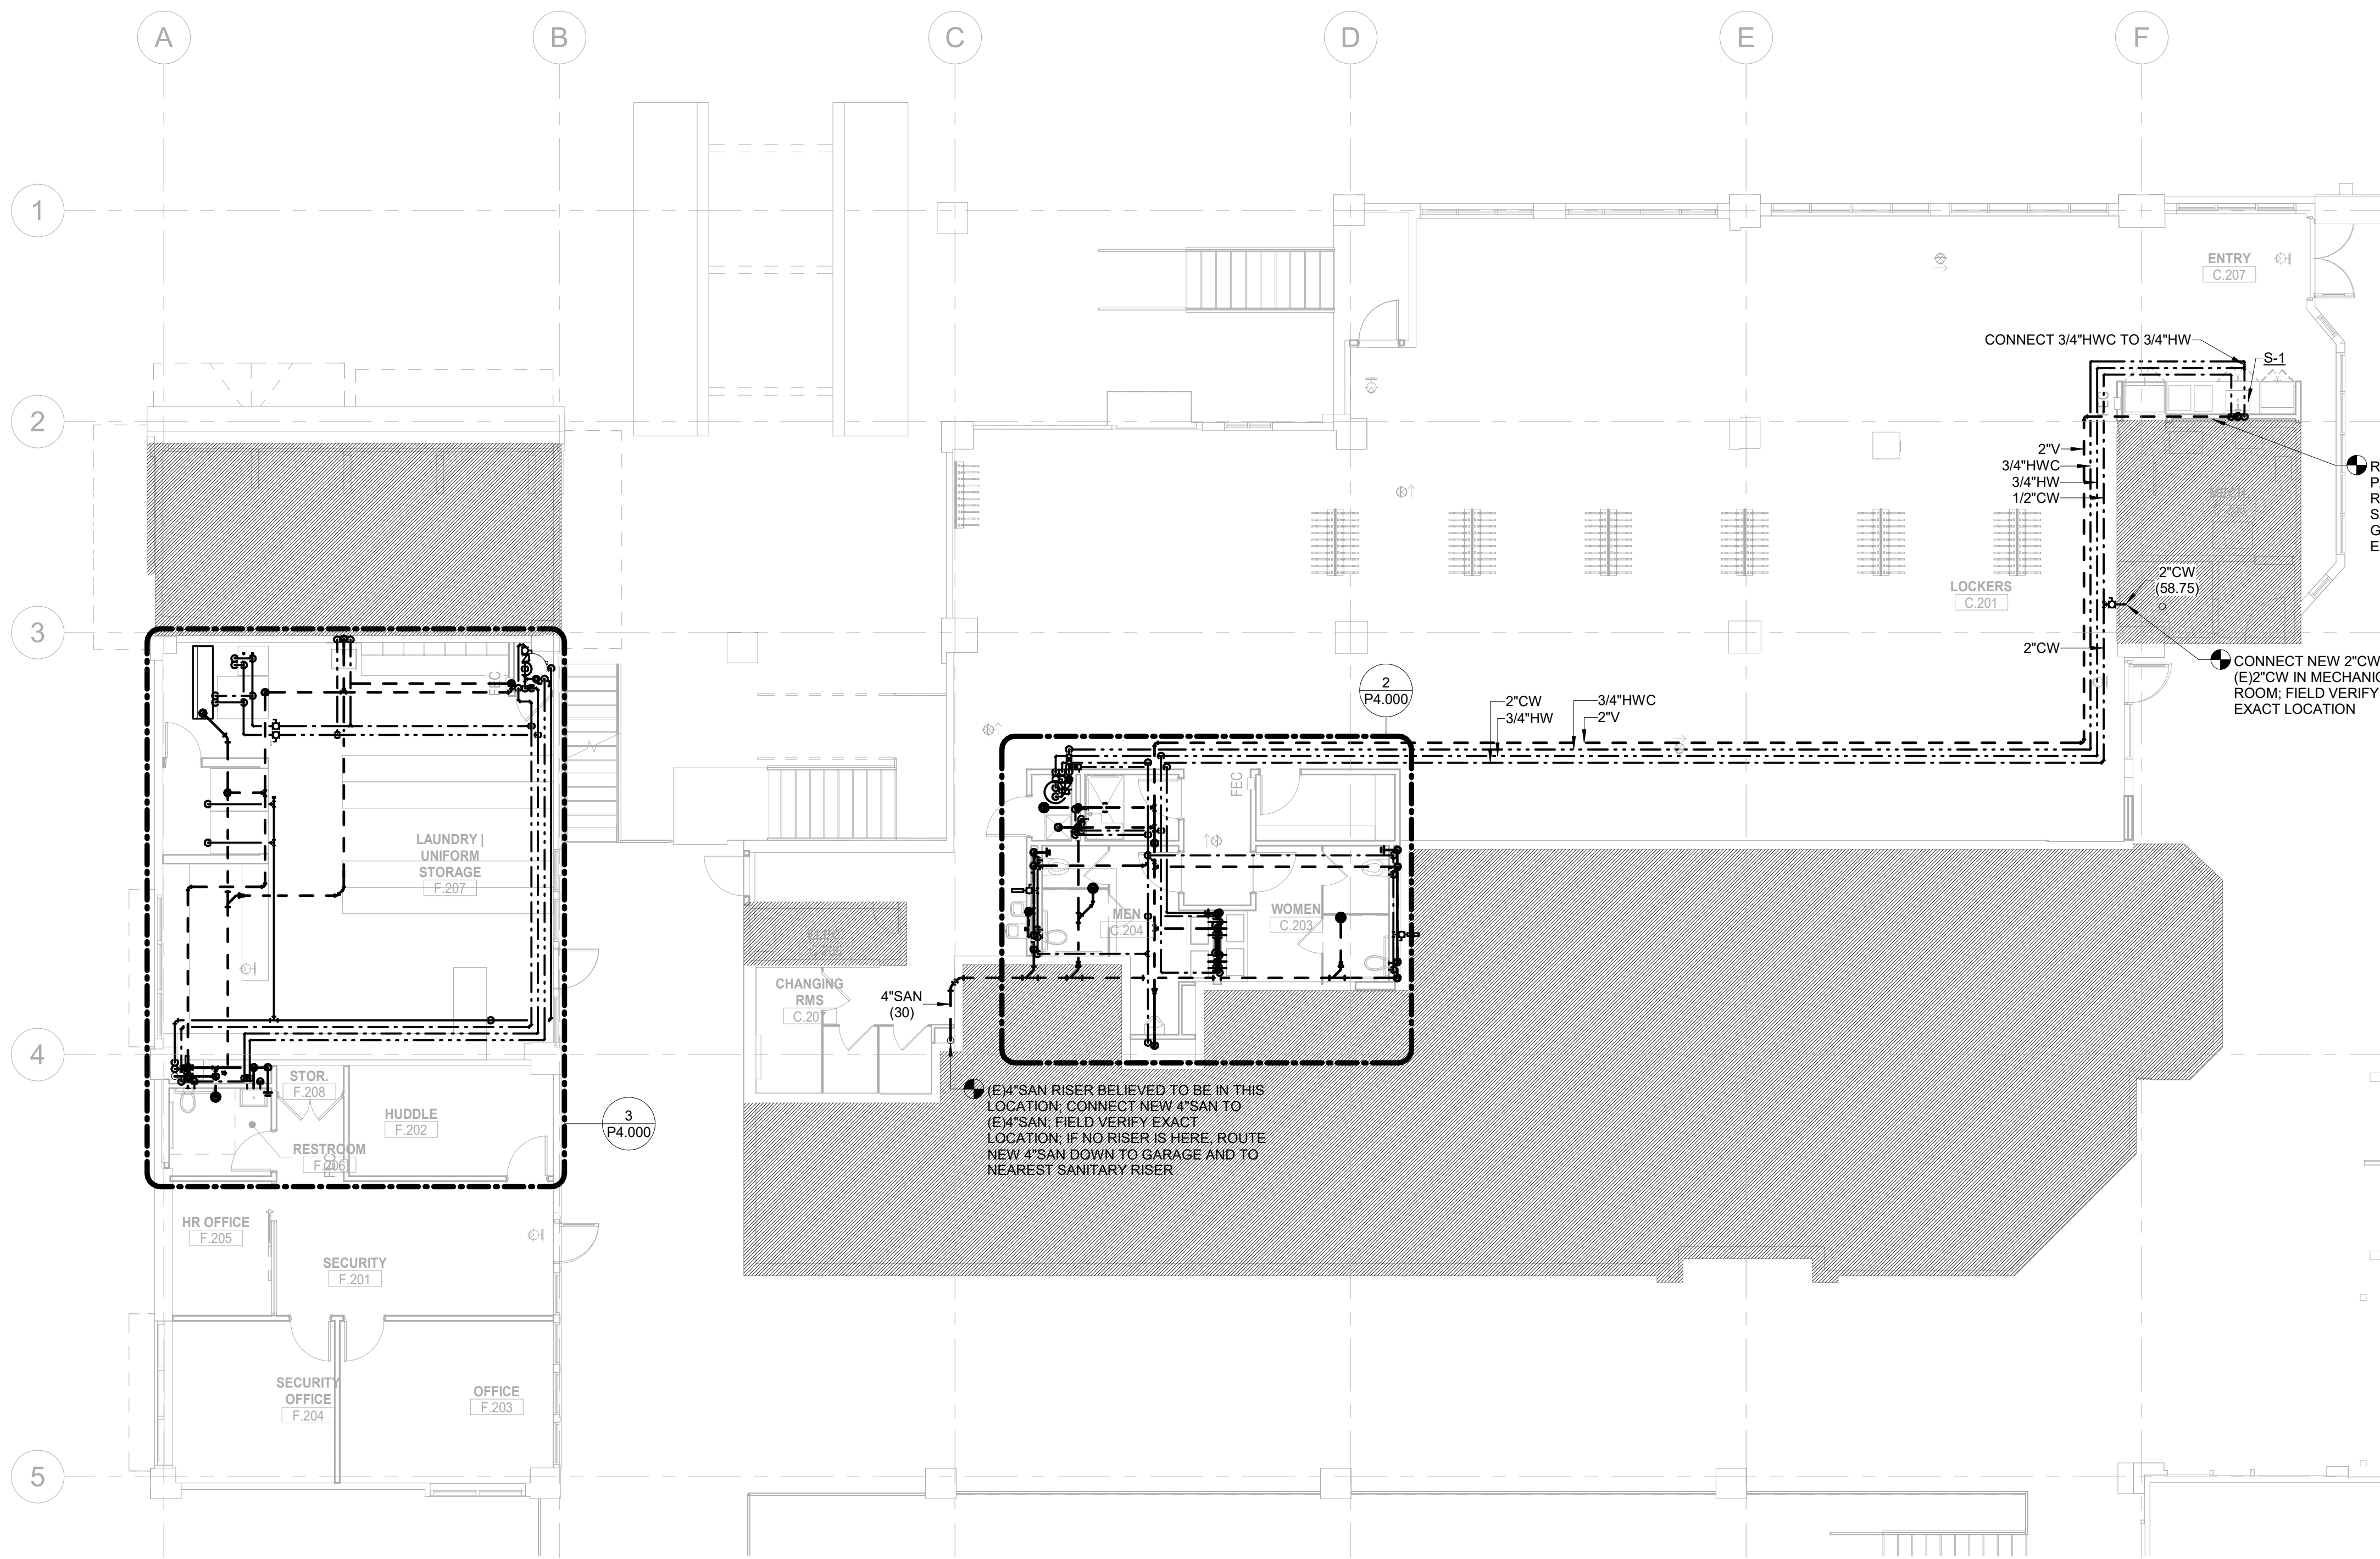 A
B
C
D
E
F
1
2
3
4
5
ENTRY
C.207
CONNECT 3/4"HWC TO 3/4"HW
S-1
2"V
3/4"HWC
3/4"HW
1/2"CW
R
P
R
S
G
E
LOCKERS
C.201
2"CW
(58.75)
2"CW
CONNECT NEW 2"CW
(E)2"CW IN MECHANIC
ROOM; FIELD VERIFY
EXACT LOCATION
2
P4.000
2"CW
3/4"HW
3/4"HWC
2"V
FEC
FEC
LAUNDRY |
UNIFORM
STORAGE
F.207
MEN
C.204
WOMEN
C.203
ELEC
CHANGING
RMS
C.207
4"SAN
(30)
(E)4"SAN RISER BELIEVED TO BE IN THIS
LOCATION; CONNECT NEW 4"SAN TO
(E)4"SAN; FIELD VERIFY EXACT
LOCATION; IF NO RISER IS HERE, ROUTE
NEW 4"SAN DOWN TO GARAGE AND TO
NEAREST SANITARY RISER
STOR.
F.208
HUDDLE
F.202
3
P4.000
RESTROOM
F.206
HR OFFICE
F.205
SECURITY
F.201
SECURITY
OFFICE
F.204
OFFICE
F.203